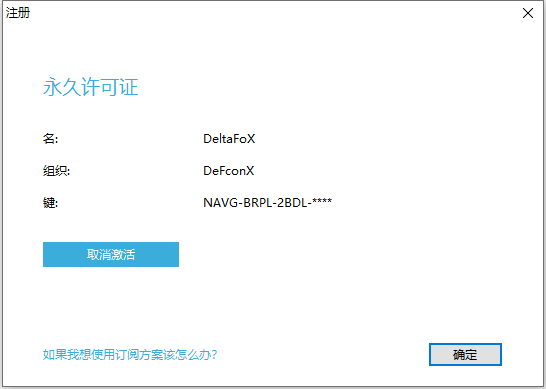 注册
永久许可证
名: DeltaFoX
组织: DeFconX
键: NAVG-BRPL-2BDL-****
取消激活
如果我想使用订阅方案该怎么办?
确定